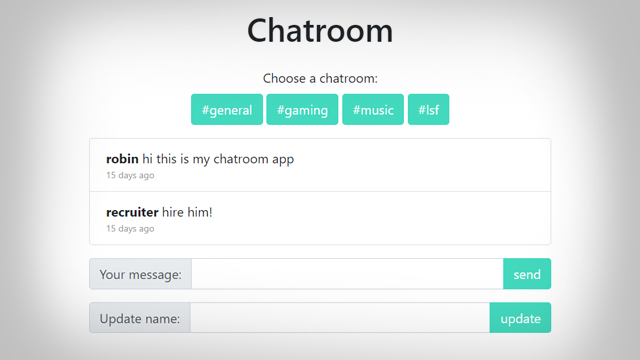 Chatroom
Choose a chatroom:
#general #gaming #music #lsf
robin hi this is my chatroom app
15 days ago
recruiter hire him!
15 days ago
Your message: send
Update name: update